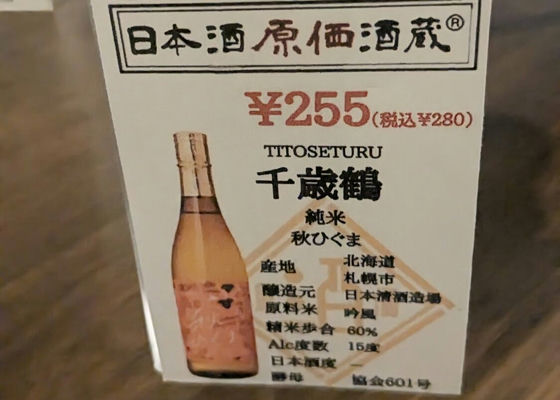 日本酒原価酒蔵®
¥255(税込¥280)
TITOSETURU
千歳鶴
純米
秋ひぐま
産地 北海道
札幌市
醸造元 日本清酒造場
原料米 吟風
精米歩合 60%
Alc度数 15度
日本酒度 ー
酵母 協会601号